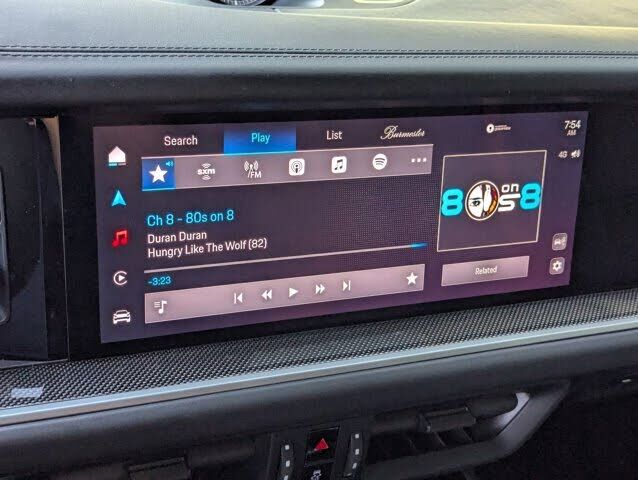 Search
Play
List
Burmester
7:54
AM
sxm
/FM
4G
Ch 8 - 80s on 8
Duran Duran
Hungry Like The Wolf (82)
80s on 8
-3:23
Related